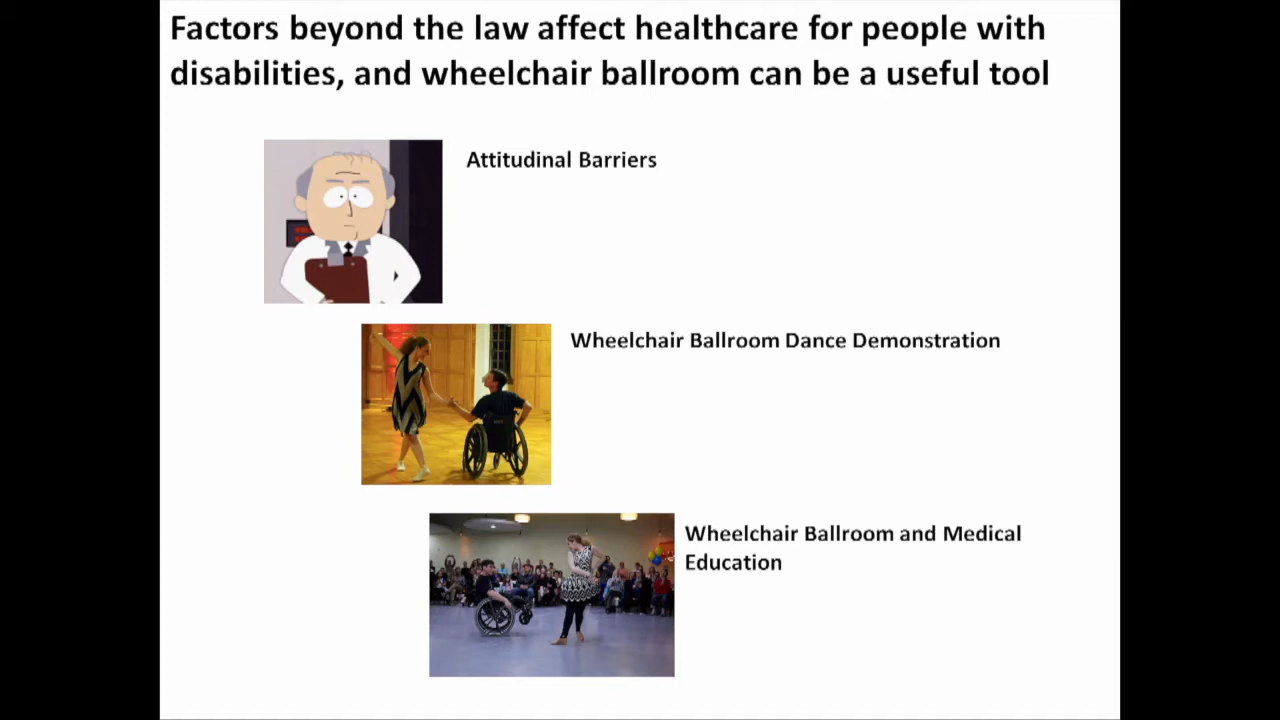 Factors beyond the law affect healthcare for people with
disabilities, and wheelchair ballroom can be a useful tool
Attitudinal Barriers
Wheelchair Ballroom Dance Demonstration
Wheelchair Ballroom and Medical
Education